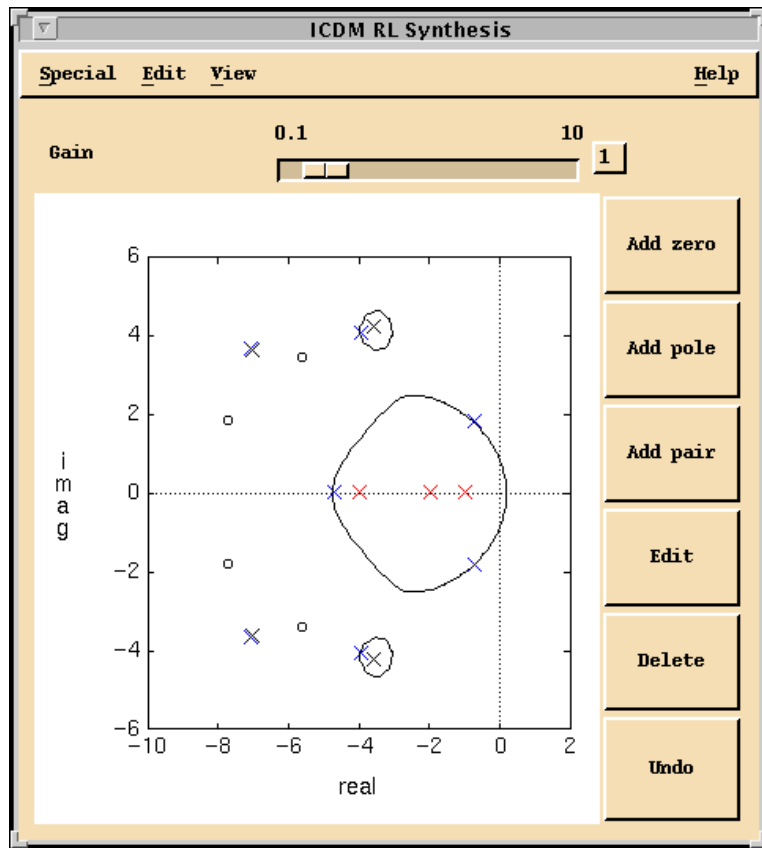 ICDM RL Synthesis
Special Edit View Help
0.1 10
Gain 1
Add zero
Add pole
Add pair
Edit
Delete
Undo
6
4
2
0
-2
-4
-6
imag
-10 -8 -6 -4 -2 0 2
real